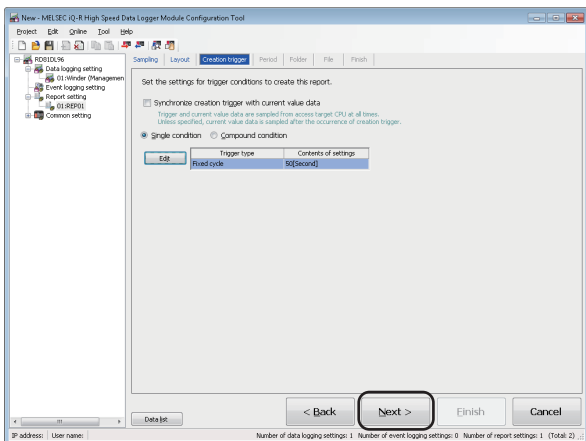 New - MELSEC iQ-R High Speed Data Logger Module Configuration Tool
Project Edit Online Tool Help
RD81DL96
Data logging setting
01:Winder (Managemen
Event logging setting
Report setting
01:REP01
Common setting
Sampling Layout Creation trigger Period Folder File Finish
Set the settings for trigger conditions to create this report.
Synchronize creation trigger with current value data
Trigger and current value data are sampled from access target CPU at all times.
Unless specified, current value data is sampled after the occurrence of creation trigger.
Single condition Compound condition
Edit
Trigger type Contents of settings
Fixed cycle 50[Second]
Data list
< Back Next > Finish Cancel
IP address: User name: Number of data logging settings: 1 Number of event logging settings: 0 Number of report settings: 1 (Total: 2)